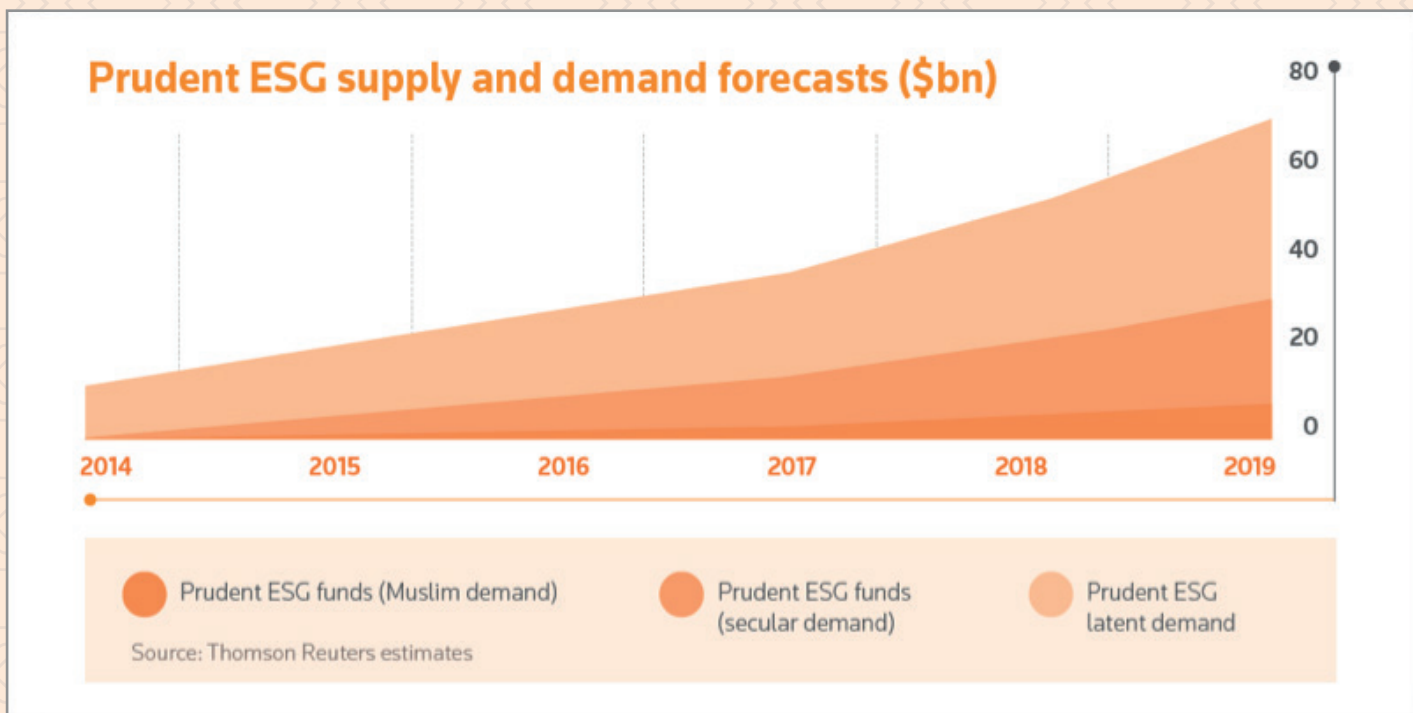 Prudent ESG supply and demand forecasts ($bn)
80
60
40
20
0
2014 2015 2016 2017 2018 2019
Prudent ESG funds (Muslim demand)
Prudent ESG funds
(secular demand)
Prudent ESG
latent demand
Source: Thomson Reuters estimates